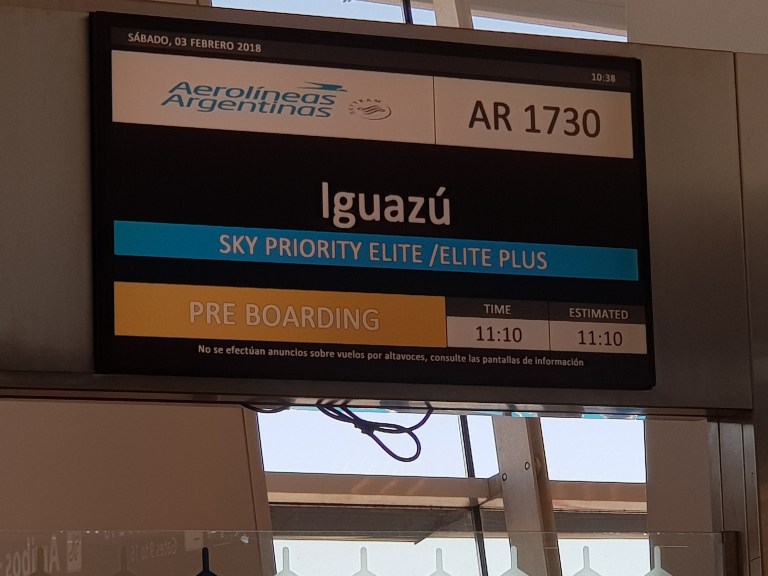 SÁBADO, 03 FEBRERO 2018
10:38
Aerolíneas
Argentinas
AR 1730
Iguazú
SKY PRIORITY ELITE /ELITE PLUS
PRE BOARDING
TIME
ESTIMATED
11:10
11:10
No se efectúan anuncios sobre vuelos por altavoces, consulte las pantallas de información